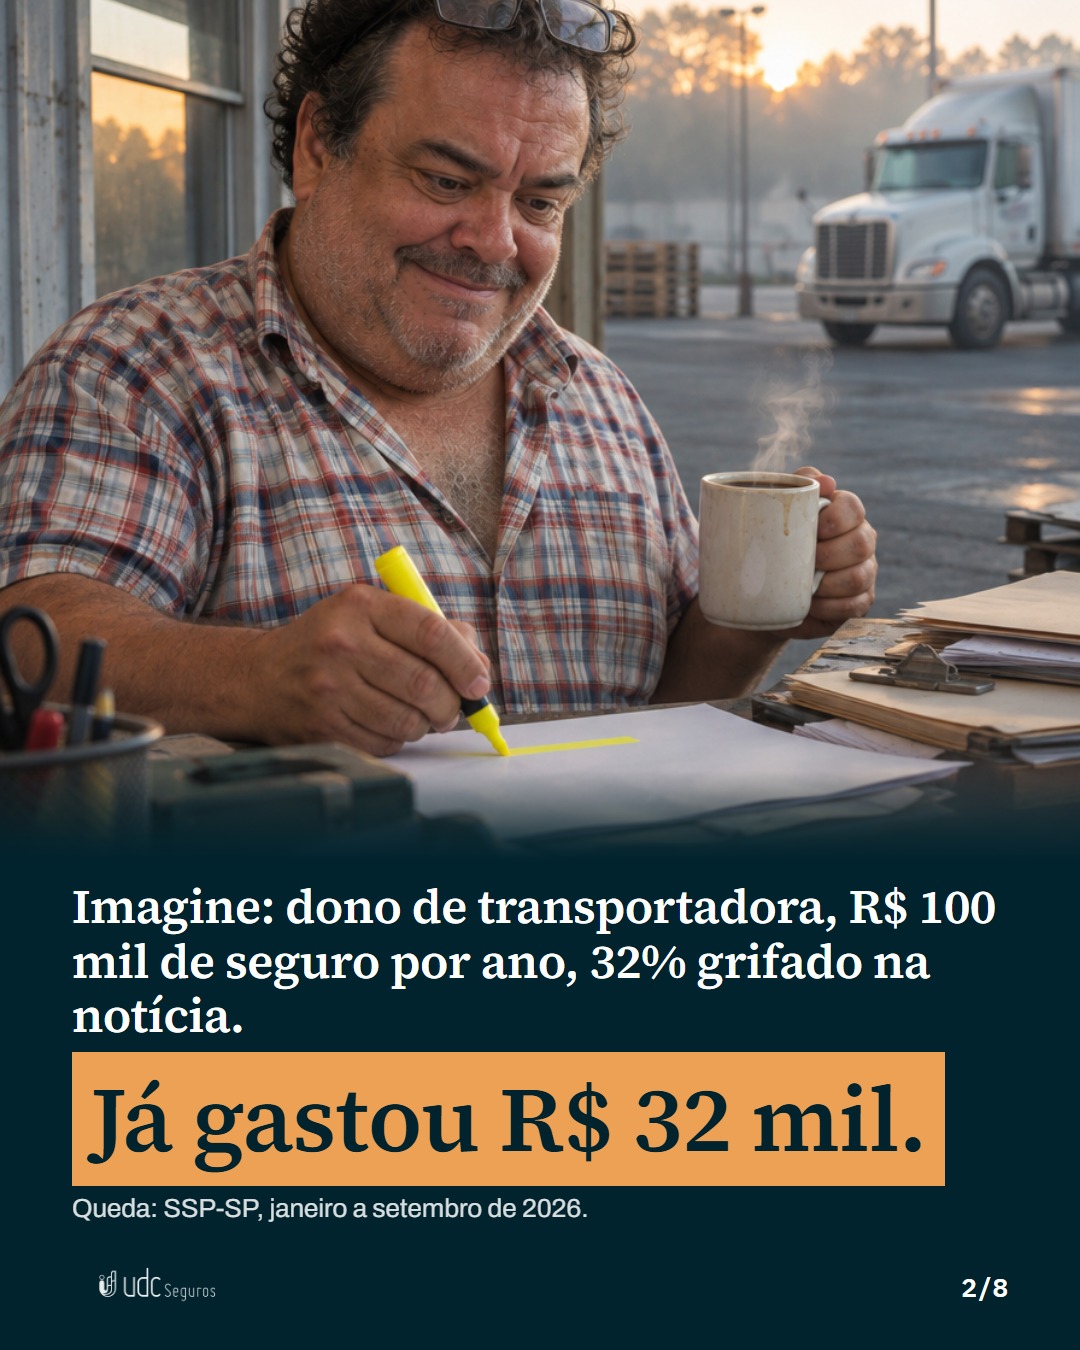 Imagine: dono de transportadora, R$ 100
mil de seguro por ano, 32% grifado na
notícia.
Já gastou R$ 32 mil.
Queda: SSP-SP, janeiro a setembro de 2026.
udc Seguros
2/8